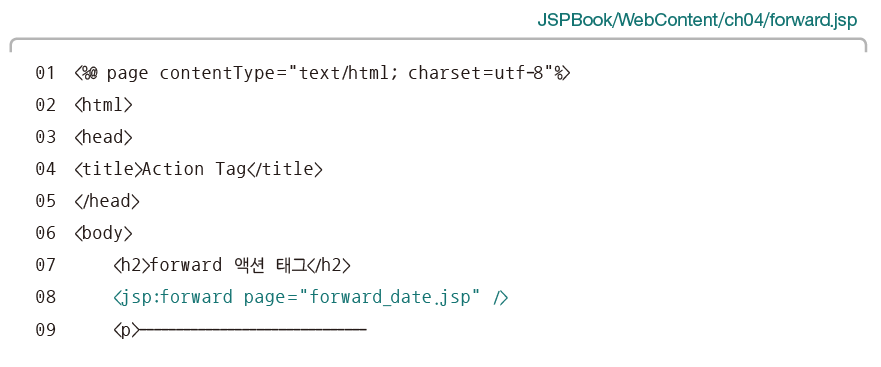 JSPBook/WebContent/ch04/forward.jsp
01 <%@ page contentType="text/html; charset=utf-8"%>
02 <html>
03 <head>
04 <title>Action Tag</title>
05 </head>
06 <body>
07 <h2>forward 액션 태그</h2>
08 <jsp:forward page="forward_date.jsp" />
09 <p>-------------------------------